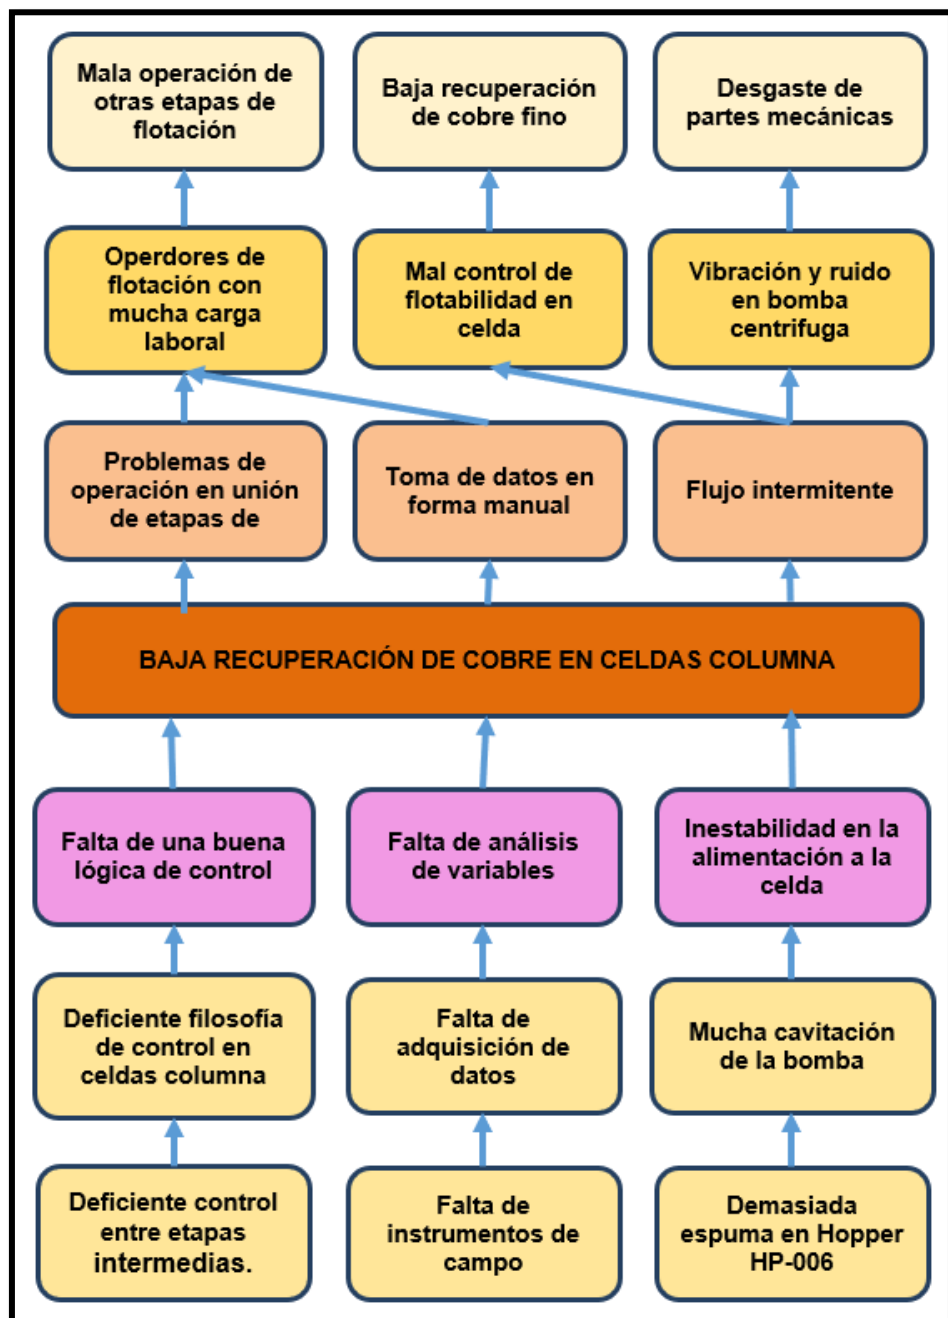 Mala operación de
otras etapas de
flotación
Baja recuperación
de cobre fino
Desgaste de
partes mecánicas
Operdores de
flotación con
mucha carga
laboral
Mal control de
flotabilidad en
celda
Vibración y ruido
en bomba
centrifuga
Problemas de
operación en unión
de etapas de
Toma de datos en
forma manual
Flujo intermitente
BAJA RECUPERACIÓN DE COBRE EN CELDAS COLUMNA
Falta de una buena
lógica de control
Falta de análisis
de variables
Inestabilidad en la
alimentación a la
celda
Deficiente filosofía
de control en
celdas columna
Falta de
adquisición de
datos
Mucha cavitación
de la bomba
Deficiente control
entre etapas
intermedias.
Falta de
instrumentos de
campo
Demasiada
espuma en Hopper
HP-006